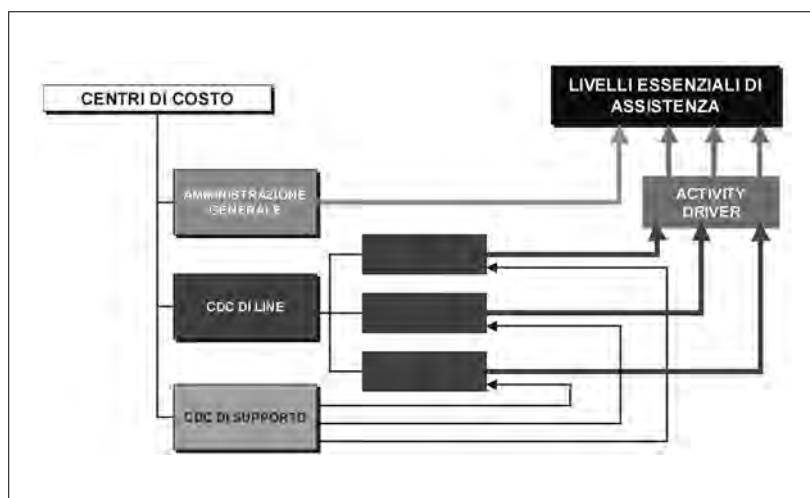 CENTRI DI COSTO
LIVELLI ESSENZIALI DI
ASSISTENZA
AMMINISTRAZIONE
GENERALE
ACTIVITY
DRIVER
CDC DI LINE
CDC DI SUPPORTO